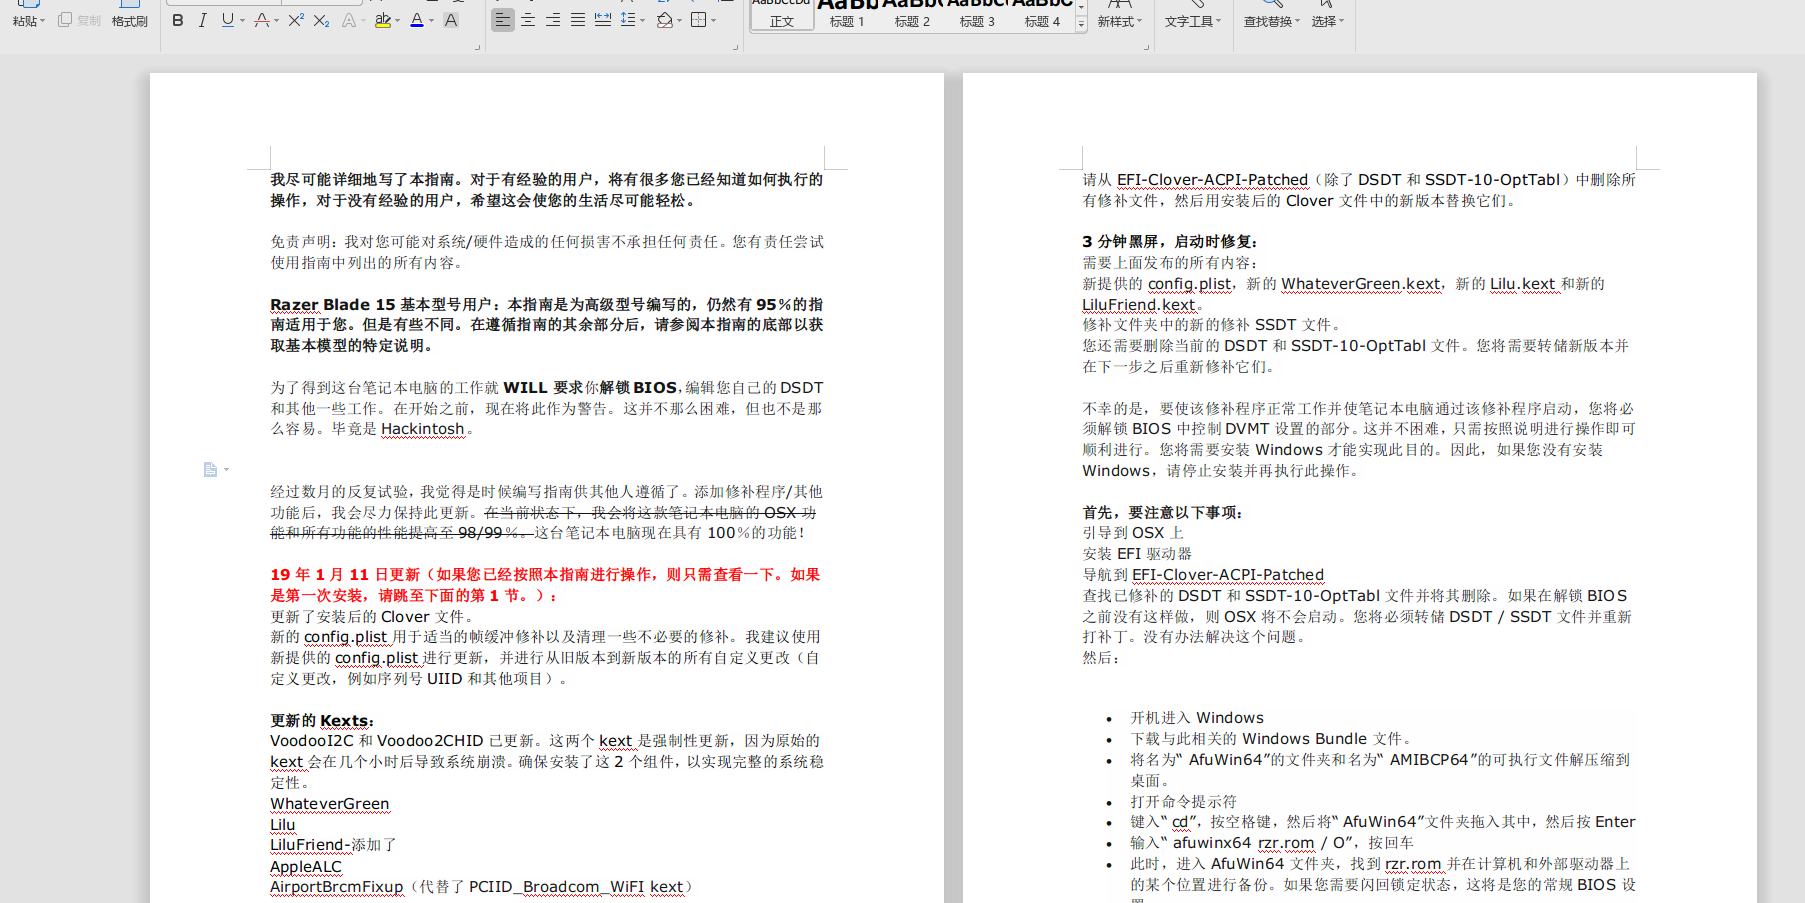 粘贴 复制 格式刷 B I U A X² X₂ A ab A A
AaBbCcDd AaBb AaBb( AaBbC( AaBbC
正文 标题 1 标题 2 标题 3 标题 4 新样式 文字工具 查找替换 选择
我尽可能详细地写了本指南。对于有经验的用户，将有很多您已经知道如何执行的
操作，对于没有经验的用户，希望这会使您的生活尽可能轻松。
免责声明：我对您可能对系统/硬件造成的任何损害不承担任何责任。您有责任尝试
使用指南中列出的所有内容。
Razer Blade 15 基本型号用户：本指南是为高级型号编写的，仍然有 95％的指
南适用于您。但是有些不同。在遵循指南的其余部分后，请参阅本指南的底部以获
取基本模型的特定说明。
为了得到这台笔记本电脑的工作就 WILL 要求你解锁 BIOS，编辑您自己的 DSDT
和其他一些工作。在开始之前，现在将此作为警告。这并不那么困难，但也不是那
么容易。毕竟是 Hackintosh。
经过数月的反复试验，我觉得是时候编写指南供其他人遵循了。添加修补程序/其他
功能后，我会尽力保持此更新。在当前状态下，我会将这款笔记本电脑的 OSX 功
能和所有功能的性能提高至 98/99％。这台笔记本电脑现在具有 100％的功能！
19 年 1 月 11 日更新（如果您已经按照本指南进行操作，则只需查看一下。如果
是第一次安装，请跳至下面的第 1 节。）：
更新了安装后的 Clover 文件。
新的 config.plist 用于适当的帧缓冲修补以及清理一些不必要的修补。我建议使用
新提供的 config.plist 进行更新，并进行从旧版本到新版本的所有自定义更改（自
定义更改，例如序列号 UIID 和其他项目）。
更新的 Kexts：
VoodooI2C 和 Voodoo2CHID 已更新。这两个 kext 是强制性更新，因为原始的
kext 会在几个小时后导致系统崩溃。确保安装了这 2 个组件，以实现完整的系统稳
定性。
WhateverGreen
Lilu
LiluFriend-添加了
AppleALC
AirportBrcmFixup（代替了 PCIID_Broadcom_WiFI kext）
请从 EFI-Clover-ACPI-Patched（除了 DSDT 和 SSDT-10-OptTabl）中删除所
有修补文件，然后用安装后的 Clover 文件中的新版本替换它们。
3 分钟黑屏，启动时修复：
需要上面发布的所有内容：
新提供的 config.plist，新的 WhateverGreen.kext，新的 Lilu.kext 和新的
LiluFriend.kext。
修补文件夹中的新的修补 SSDT 文件。
您还需要删除当前的 DSDT 和 SSDT-10-OptTabl 文件。您将需要转储新版本并
在下一步之后重新修补它们。
不幸的是，要使该修补程序正常工作并使笔记本电脑通过该修补程序启动，您将必
须解锁 BIOS 中控制 DVMT 设置的部分。这并不困难，只需按照说明进行操作即可
顺利进行。您将需要安装 Windows 才能实现此目的。因此，如果您没有安装
Windows，请停止安装并再执行此操作。
首先，要注意以下事项：
引导到 OSX 上
安装 EFI 驱动器
导航到 EFI-Clover-ACPI-Patched
查找已修补的 DSDT 和 SSDT-10-OptTabl 文件并将其删除。如果在解锁 BIOS
之前没有这样做，则 OSX 将不会启动。您将必须转储 DSDT / SSDT 文件并重新
打补丁。没有办法解决这个问题。
然后：
• 开机进入 Windows
• 下载与此相关的 Windows Bundle 文件。
• 将名为“ AfuWin64”的文件夹和名为“ AMIBCP64”的可执行文件解压缩到
桌面。
• 打开命令提示符
• 键入“ cd”，按空格键，然后将“ AfuWin64”文件夹拖入其中，然后按 Enter
• 输入“ afuwinx64 rzr.rom / O”，按回车
• 此时，进入 AfuWin64 文件夹，找到 rzr.rom 并在计算机和外部驱动器上
的某个位置进行备份。如果您需要闪回锁定状态，这将是您的常规 BIOS 设